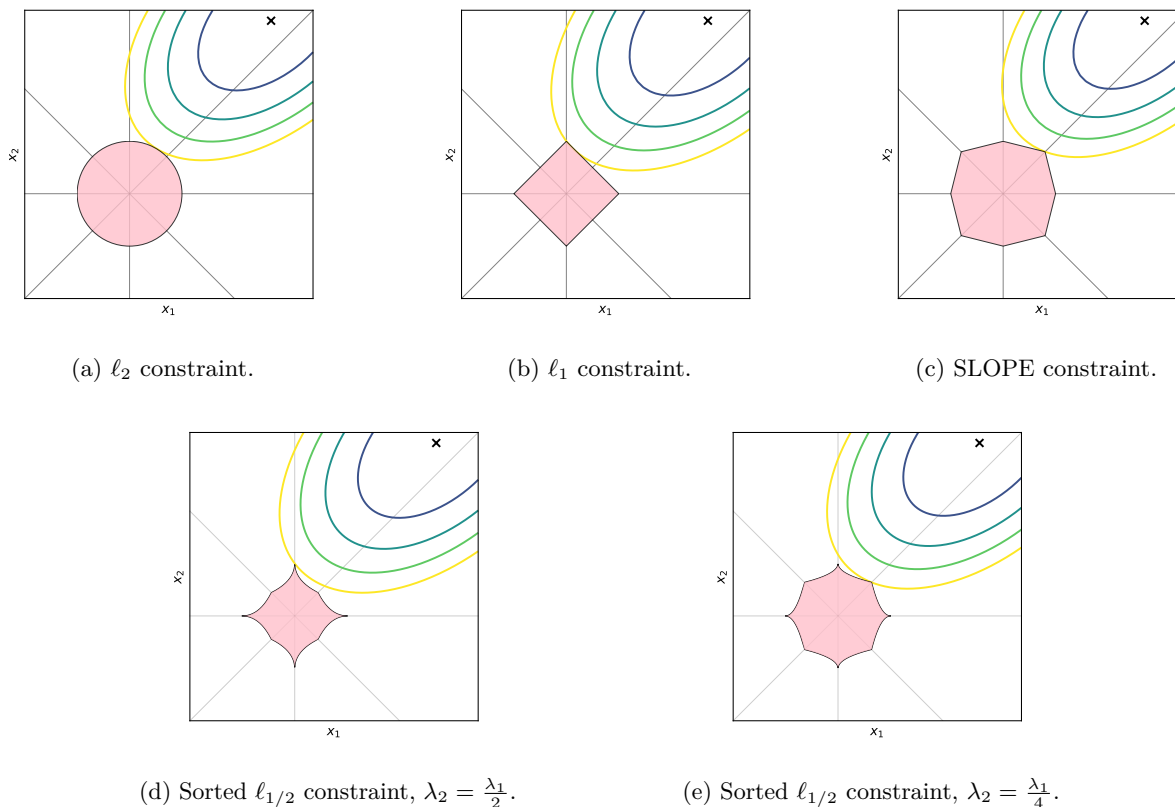 x₂
x₁
(a) ℓ₂ constraint.
x₂
x₁
(b) ℓ₁ constraint.
x₂
x₁
(c) SLOPE constraint.
x₂
x₁
(d) Sorted ℓ₁/₂ constraint, λ₂ = λ₁/2.
x₂
x₁
(e) Sorted ℓ₁/₂ constraint, λ₂ = λ₁/4.